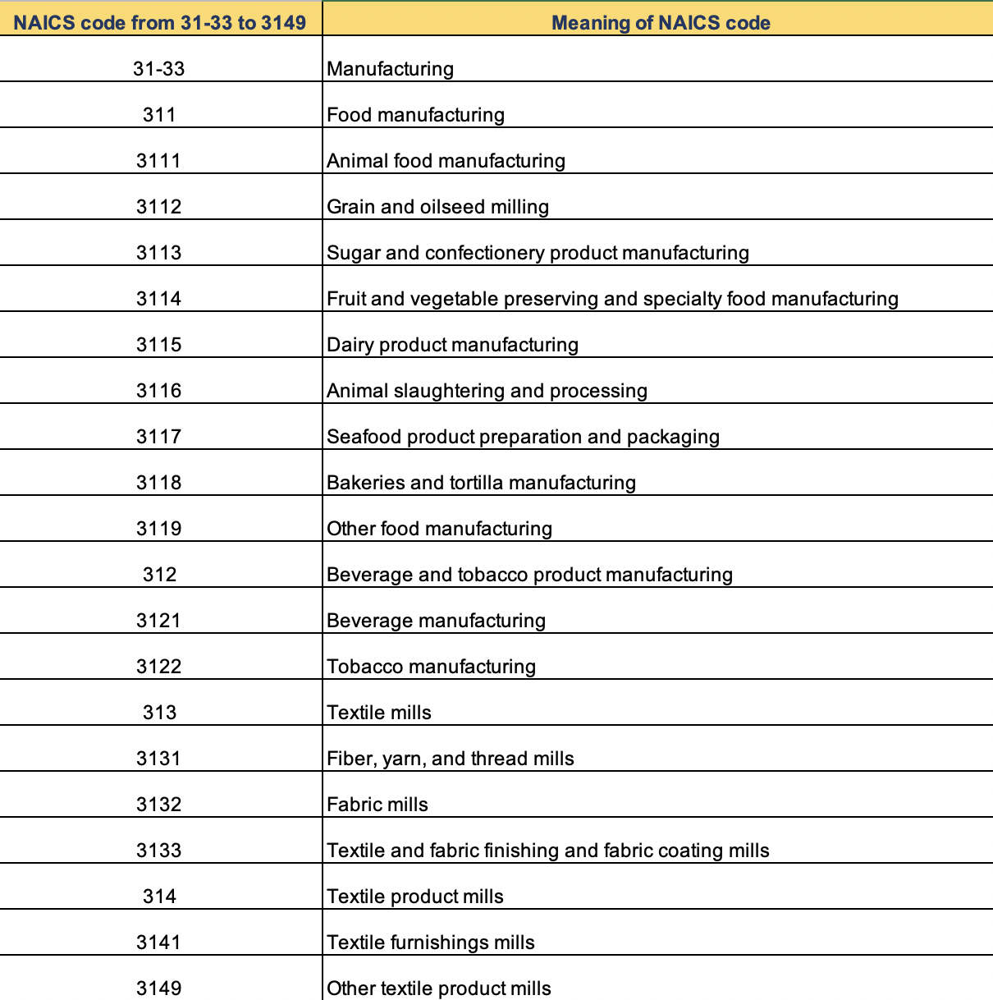 NAICS code from 31-33 to 3149 Meaning of NAICS code
31-33 Manufacturing
311 Food manufacturing
3111 Animal food manufacturing
3112 Grain and oilseed milling
3113 Sugar and confectionery product manufacturing
3114 Fruit and vegetable preserving and specialty food manufacturing
3115 Dairy product manufacturing
3116 Animal slaughtering and processing
3117 Seafood product preparation and packaging
3118 Bakeries and tortilla manufacturing
3119 Other food manufacturing
312 Beverage and tobacco product manufacturing
3121 Beverage manufacturing
3122 Tobacco manufacturing
313 Textile mills
3131 Fiber, yarn, and thread mills
3132 Fabric mills
3133 Textile and fabric finishing and fabric coating mills
314 Textile product mills
3141 Textile furnishings mills
3149 Other textile product mills